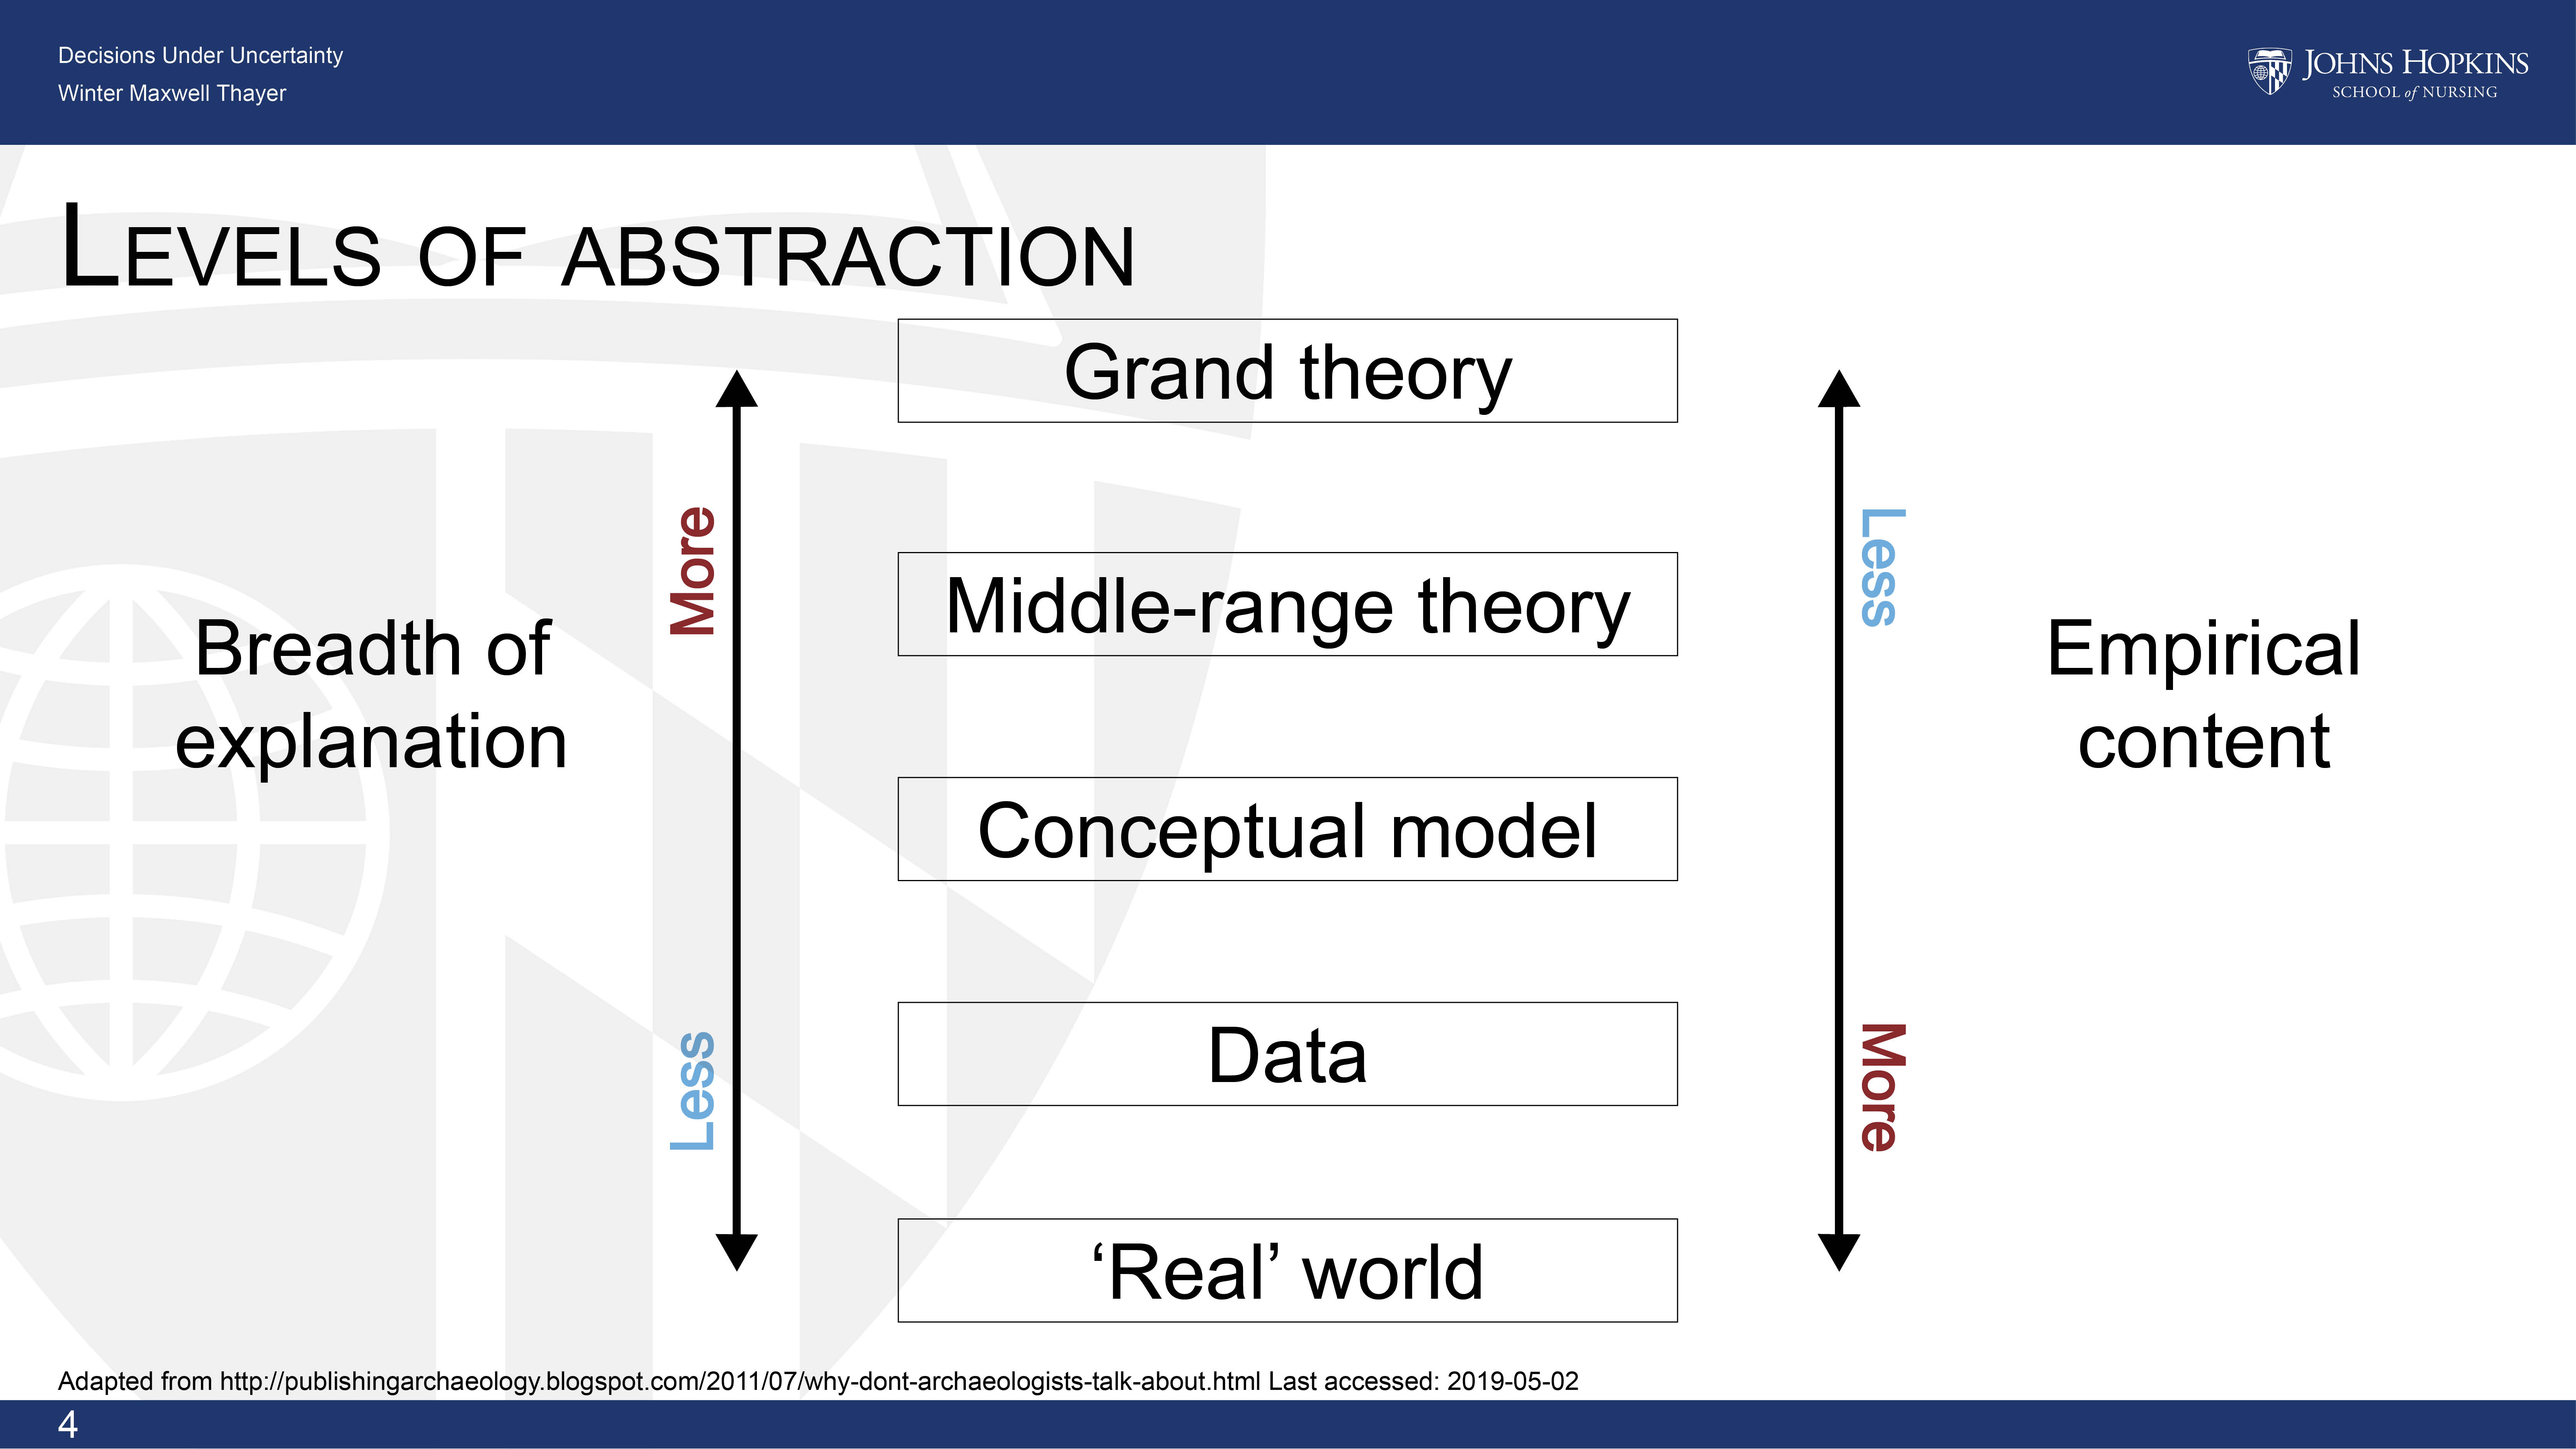 Decisions Under Uncertainty
Winter Maxwell Thayer
JOHNS HOPKINS
SCHOOL of NURSING
LEVELS OF ABSTRACTION
Grand theory
Middle-range theory
Conceptual model
Data
‘Real’ world
Breadth of
explanation
More
Less
Less
More
Empirical
content
Adapted from http://publishingarchaeology.blogspot.com/2011/07/why-dont-archaeologists-talk-about.html Last accessed: 2019-05-02
4